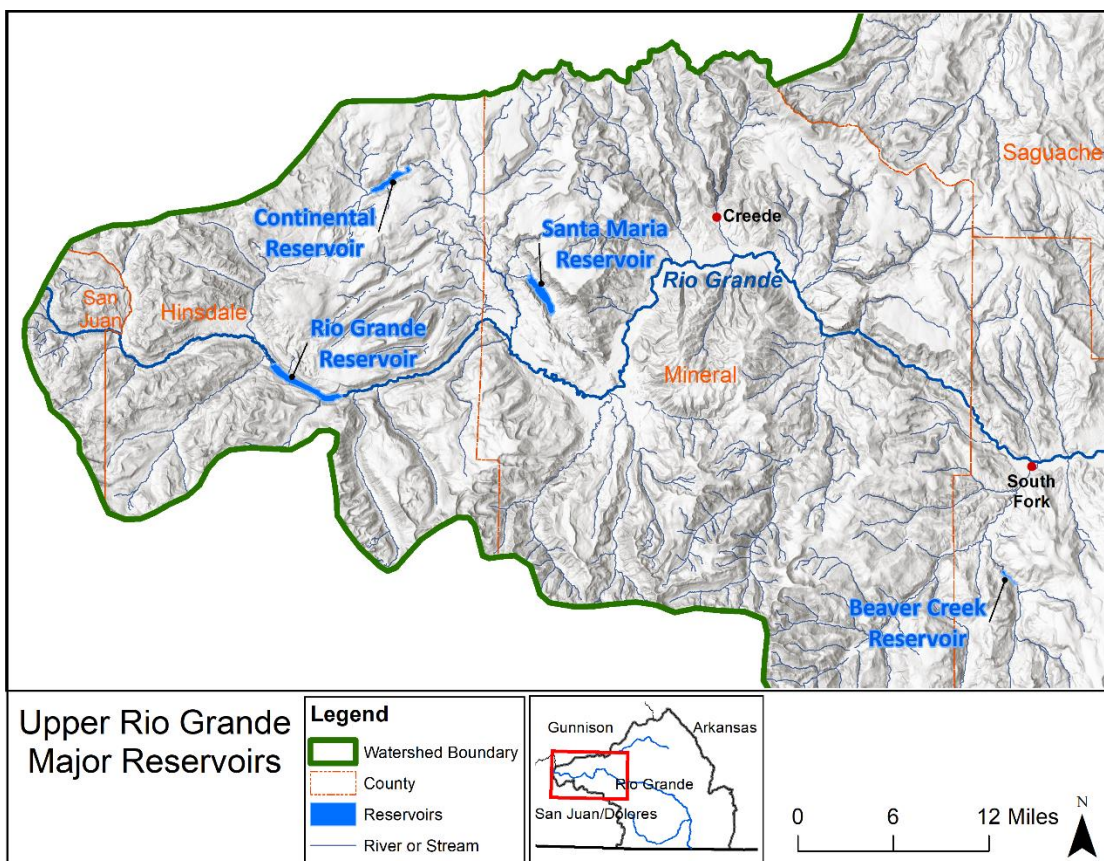 Saguache
Creede
Continental
Reservoir
Santa Maria
Reservoir
Rio Grande
San
Juan
Hinsdale
Rio Grande
Reservoir
Mineral
South
Fork
Beaver Creek
Reservoir
Upper Rio Grande
Major Reservoirs
Legend
Watershed Boundary
County
Reservoirs
River or Stream
Gunnison
Arkansas
Rio Grande
San Juan/Dolores
0 6 12 Miles
N